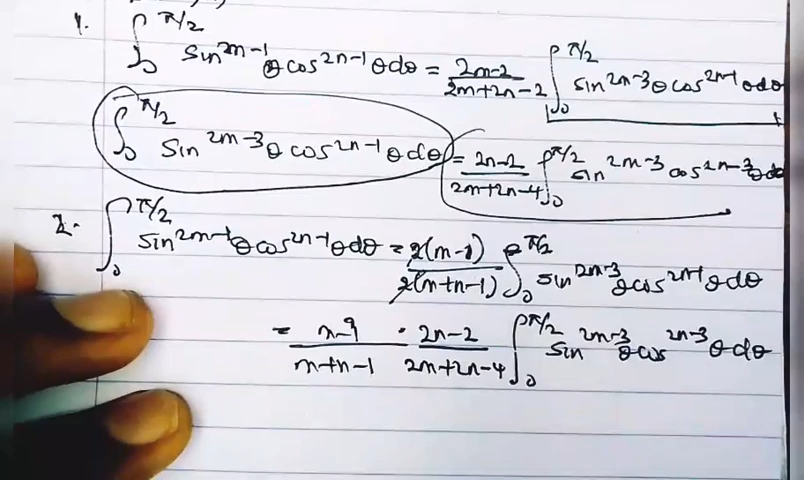 1. ∫₀^π/2 sin^2m-1 θ cos^2n-1 θ dθ = 2m-2/2m+2n-2 ∫₀^π/2 sin^2m-3 θ cos^2n-1 θ dθ
∫₀^π/2 sin^2m-3 θ cos^2n-1 θ dθ = 2n-2/2m+2n-4 ∫₀^π/2 sin^2m-3 cos^2n-3 θ dθ
2. ∫₀^π/2 sin^2m-1 θ cos^2n-1 θ dθ = 2(m-1)/2(m+n-1) ∫₀^π/2 sin^2m-3 θ cos^2n-1 θ dθ
= m-1/m+n-1 · 2n-2/2m+2n-4 ∫₀^π/2 sin^2m-3 θ cos^2n-3 θ dθ